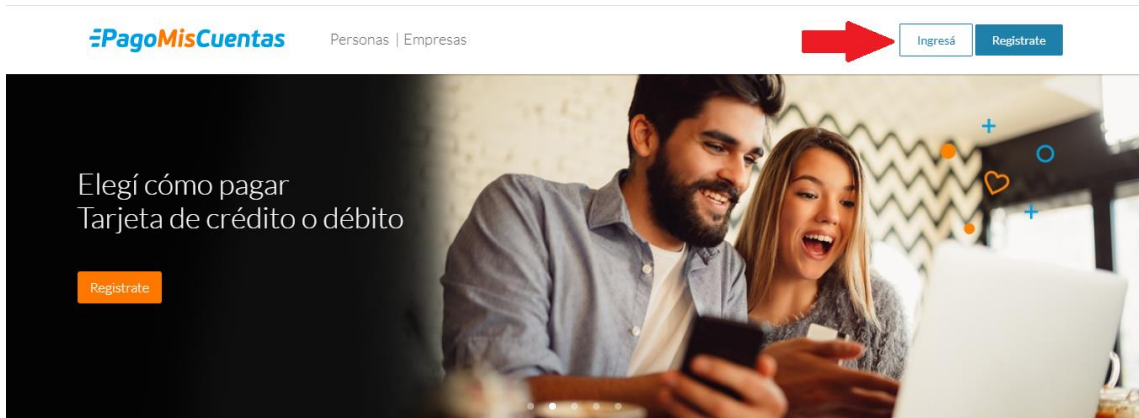 PagoMisCuentas
Personas | Empresas
Ingresá
Registrate
Elegí cómo pagar
Tarjeta de crédito o débito
Registrate